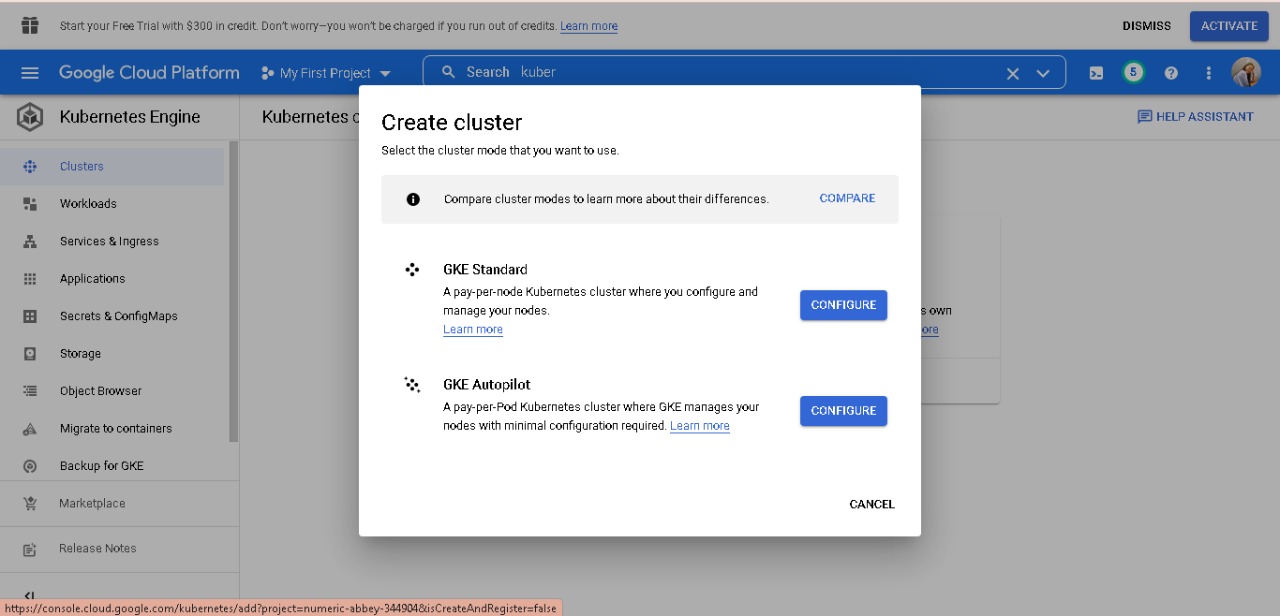 Start your Free Trial with $300 in credit. Don't worry—you won't be charged if you run out of credits. Learn more
DISMISS
ACTIVATE
Google Cloud Platform
My First Project
Search kuber
5
Kubernetes Engine
Kubernetes c
HELP ASSISTANT
Clusters
Workloads
Services & Ingress
Applications
Secrets & ConfigMaps
Storage
Object Browser
Migrate to containers
Backup for GKE
Marketplace
Release Notes
Create cluster
Select the cluster mode that you want to use.
Compare cluster modes to learn more about their differences.
COMPARE
GKE Standard
A pay-per-node Kubernetes cluster where you configure and
manage your nodes.
Learn more
CONFIGURE
GKE Autopilot
A pay-per-Pod Kubernetes cluster where GKE manages your
nodes with minimal configuration required. Learn more
CONFIGURE
CANCEL
s own
ore
https://console.cloud.google.com/kubernetes/add?project=numeric-abbey-344904&isCreateAndRegister=false